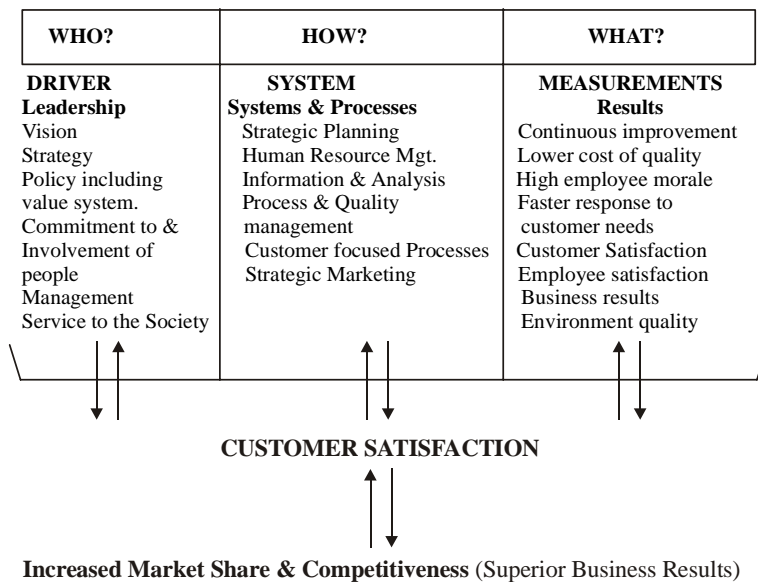 WHO?
DRIVER
Leadership
Vision
Strategy
Policy including
value system.
Commitment to &
Involvement of
people
Management
Service to the Society
HOW?
SYSTEM
Systems & Processes
Strategic Planning
Human Resource Mgt.
Information & Analysis
Process & Quality
management
Customer focused Processes
Strategic Marketing
WHAT?
MEASUREMENTS
Results
Continuous improvement
Lower cost of quality
High employee morale
Faster response to
customer needs
Customer Satisfaction
Employee satisfaction
Business results
Environment quality
CUSTOMER SATISFACTION
Increased Market Share & Competitiveness (Superior Business Results)